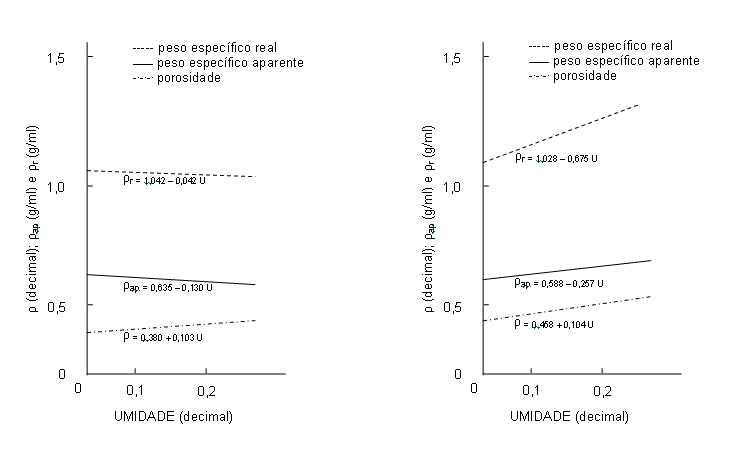 peso específico real
peso específico aparente
porosidade
1,5
1,0
0,5
0
ρ (decimal); ρap (g/ml) e ρr (g/ml)
ρr = 1,042 – 0,042 U
ρap = 0,635 – 0,130 U
ρ = 0,380 + 0,103 U
0 0,1 0,2
UMIDADE (decimal)
peso específico real
peso específico aparente
porosidade
1,5
1,0
0,5
0
ρ (decimal); ρap (g/ml) e ρr (g/ml)
ρr = 1,028 – 0,675 U
ρap = 0,588 – 0,257 U
ρ = 0,458 + 0,104 U
0 0,1 0,2
UMIDADE (decimal)